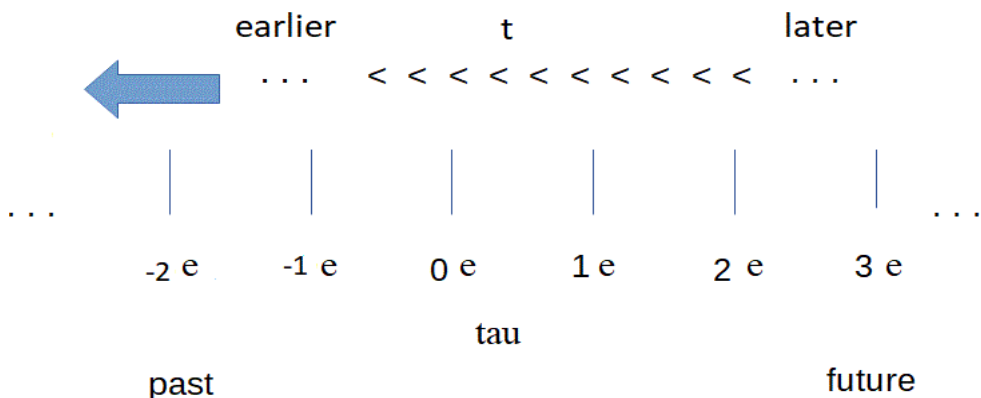 earlier t later
. . . < < < < < < < < < < . . .
. . . . . .
-2 e -1 e 0 e 1 e 2 e 3 e
tau
past future